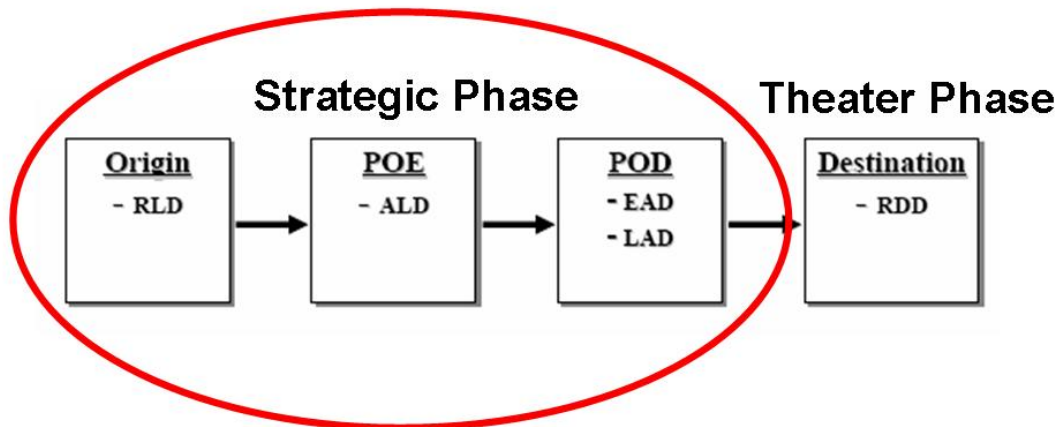 Strategic Phase
Theater Phase
Origin
- RLD
POE
- ALD
POD
- EAD
- LAD
Destination
- RDD